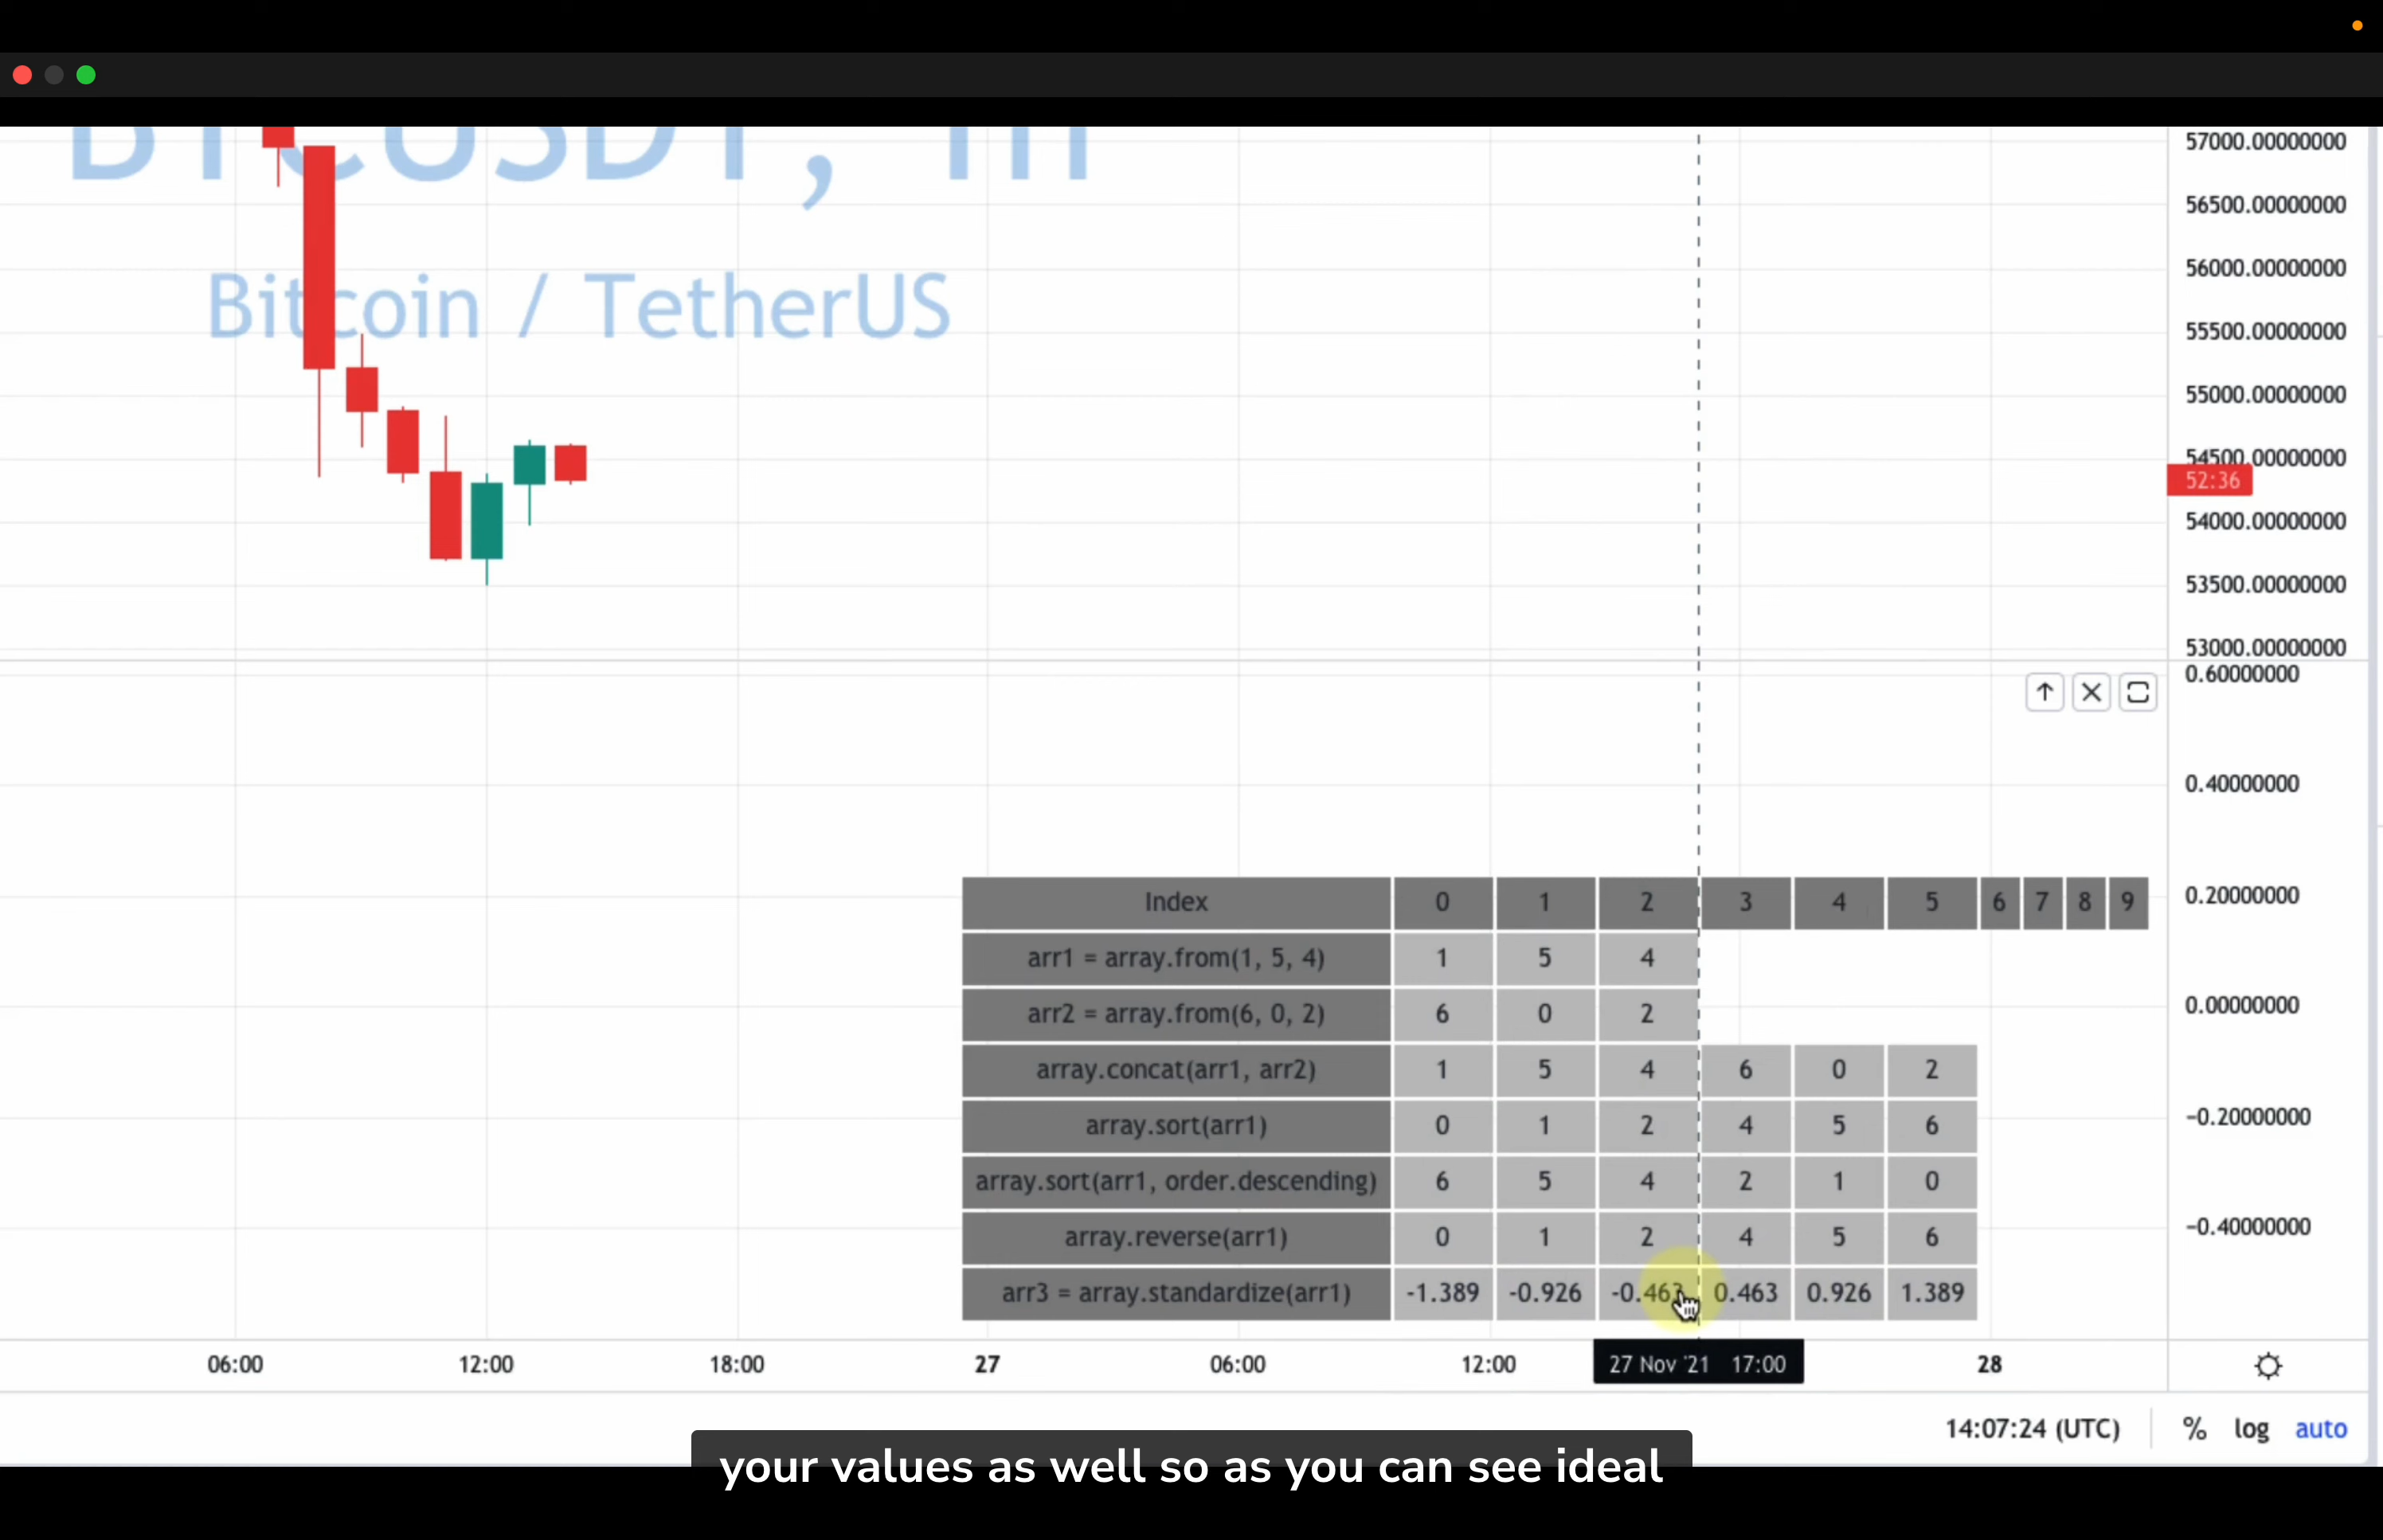 BTCUSDT, 1h
Bitcoin / TetherUS
57000.00000000
56500.00000000
56000.00000000
55500.00000000
55000.00000000
54500.00000000
52:36
54000.00000000
53500.00000000
53000.00000000
0.60000000
0.40000000
0.20000000
0.00000000
-0.20000000
-0.40000000
Index 0 1 2 3 4 5 6 7 8 9
arr1 = array.from(1, 5, 4) 1 5 4
arr2 = array.from(6, 0, 2) 6 0 2
array.concat(arr1, arr2) 1 5 4 6 0 2
array.sort(arr1) 0 1 2 4 5 6
array.sort(arr1, order.descending) 6 5 4 2 1 0
array.reverse(arr1) 0 1 2 4 5 6
arr3 = array.standardize(arr1) -1.389 -0.926 -0.463 0.463 0.926 1.389
06:00 12:00 18:00 27 06:00 12:00 27 Nov '21 17:00 28
14:07:24 (UTC) % log auto
your values as well so as you can see ideal